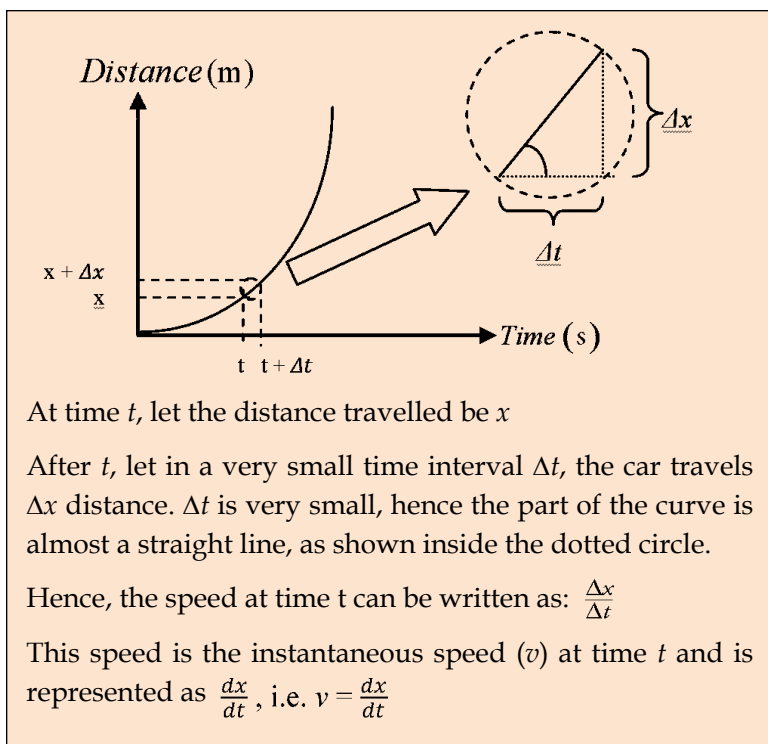 Distance (m)
Δx
Δt
x + Δx
x
Time (s)
t t + Δt
At time t, let the distance travelled be x
After t, let in a very small time interval Δt, the car travels
Δx distance. Δt is very small, hence the part of the curve is
almost a straight line, as shown inside the dotted circle.
Hence, the speed at time t can be written as: Δx/Δt
This speed is the instantaneous speed (v) at time t and is
represented as dx/dt , i.e. v = dx/dt